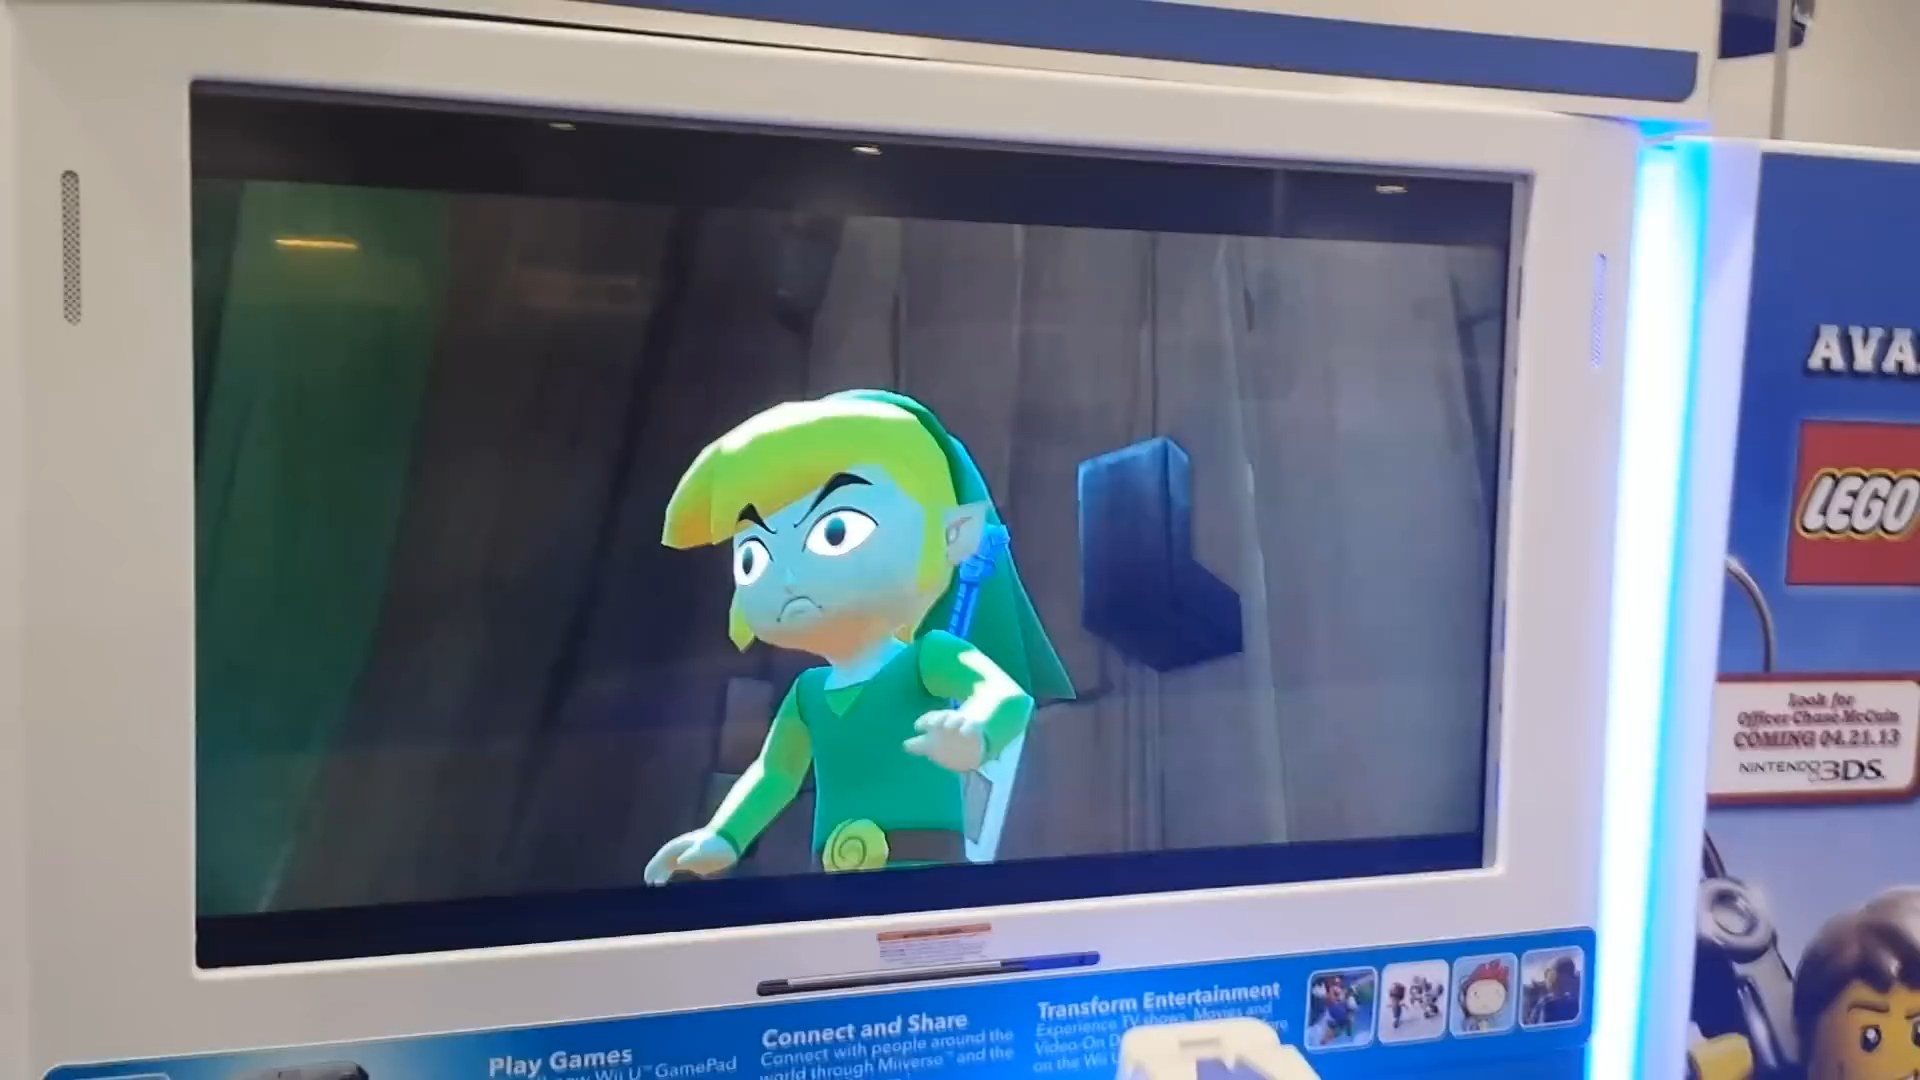 AVA
LEGO
Look for
Officer Chase McCain
COMING 04.21.13
NINTENDO 3DS
Play Games
Wii U™ GamePad
Connect and Share
Connect with people around the
world through Miiverse™ and the
Transform Entertainment
Experience TV shows, Movies and
Video-On
on the Wii U